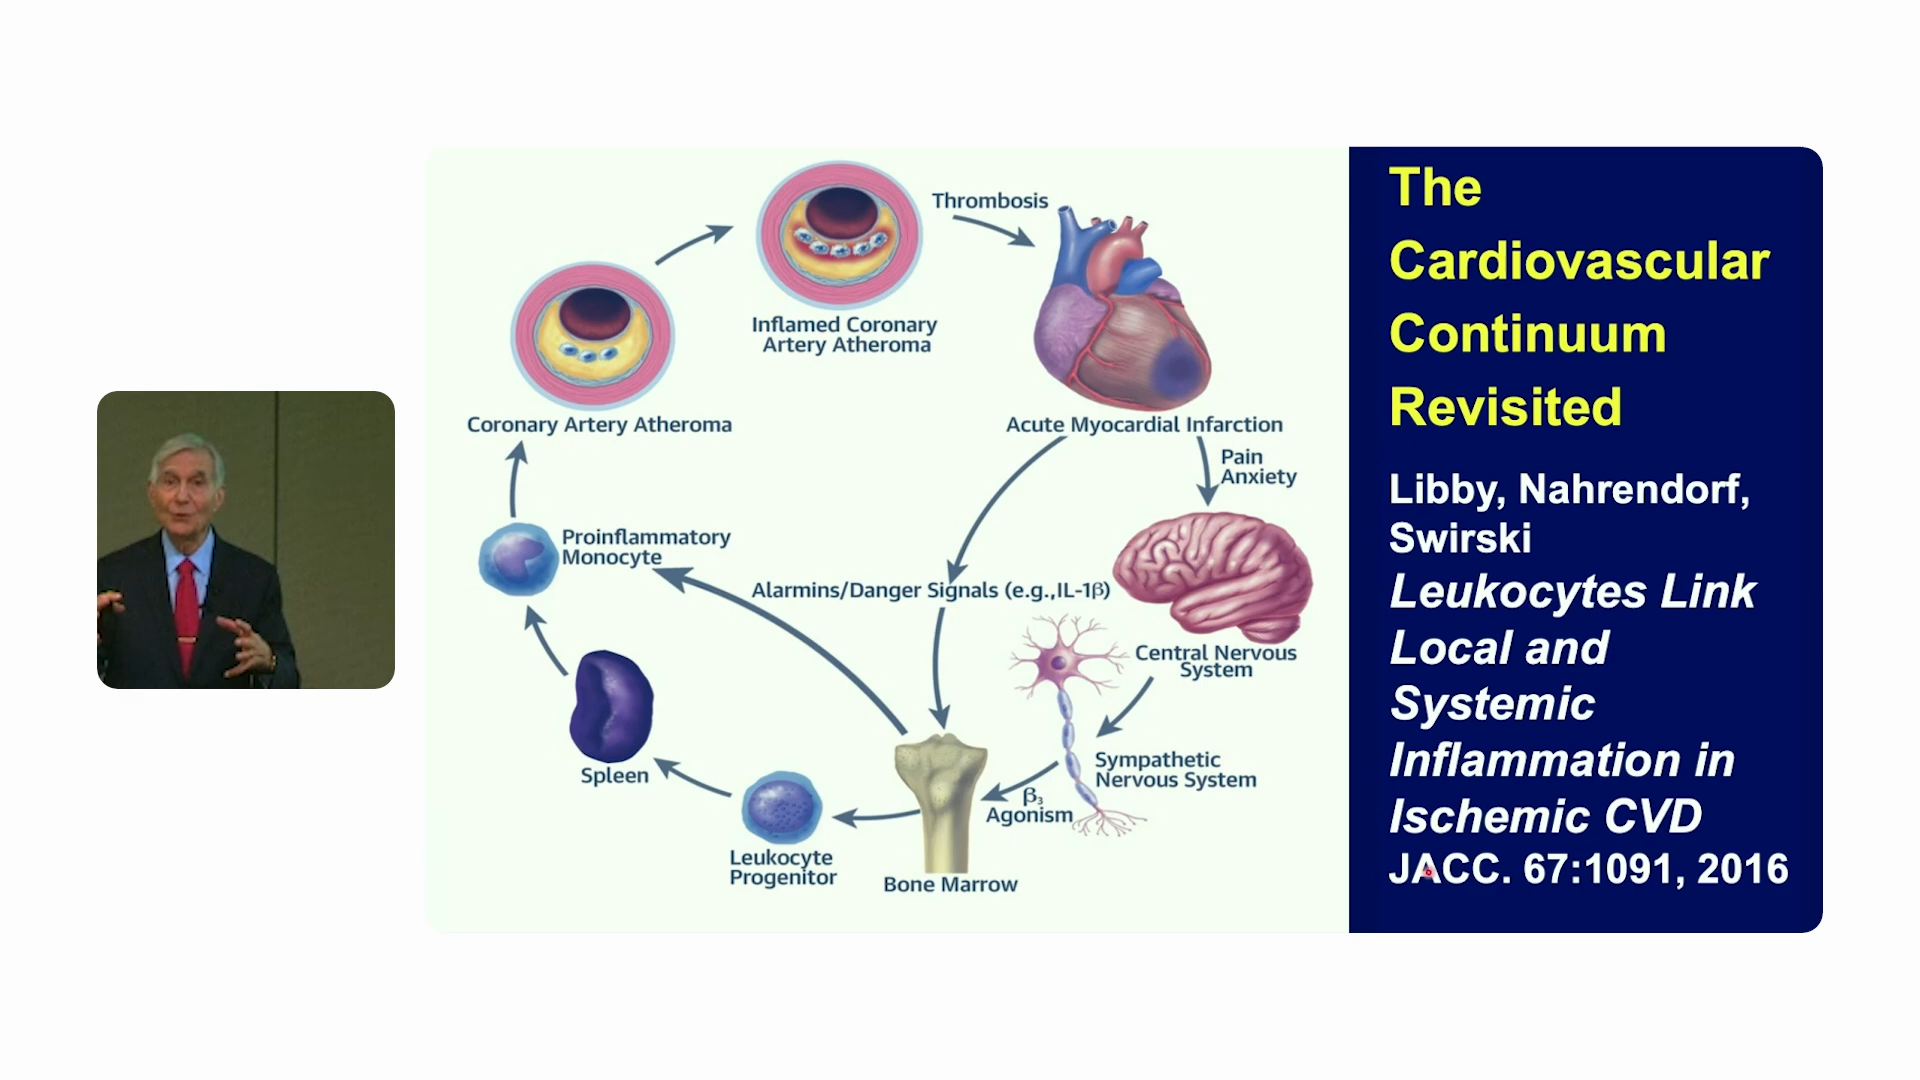 Thrombosis
Inflamed Coronary
Artery Atheroma
Coronary Artery Atheroma
Acute Myocardial Infarction
Pain
Anxiety
Proinflammatory
Monocyte
Alarmins/Danger Signals (e.g.,IL-1β)
Central Nervous
System
Sympathetic
Nervous System
β₃
Agonism
Spleen
Leukocyte
Progenitor
Bone Marrow
The
Cardiovascular
Continuum
Revisited
Libby, Nahrendorf,
Swirski
Leukocytes Link
Local and
Systemic
Inflammation in
Ischemic CVD
JACC. 67:1091, 2016